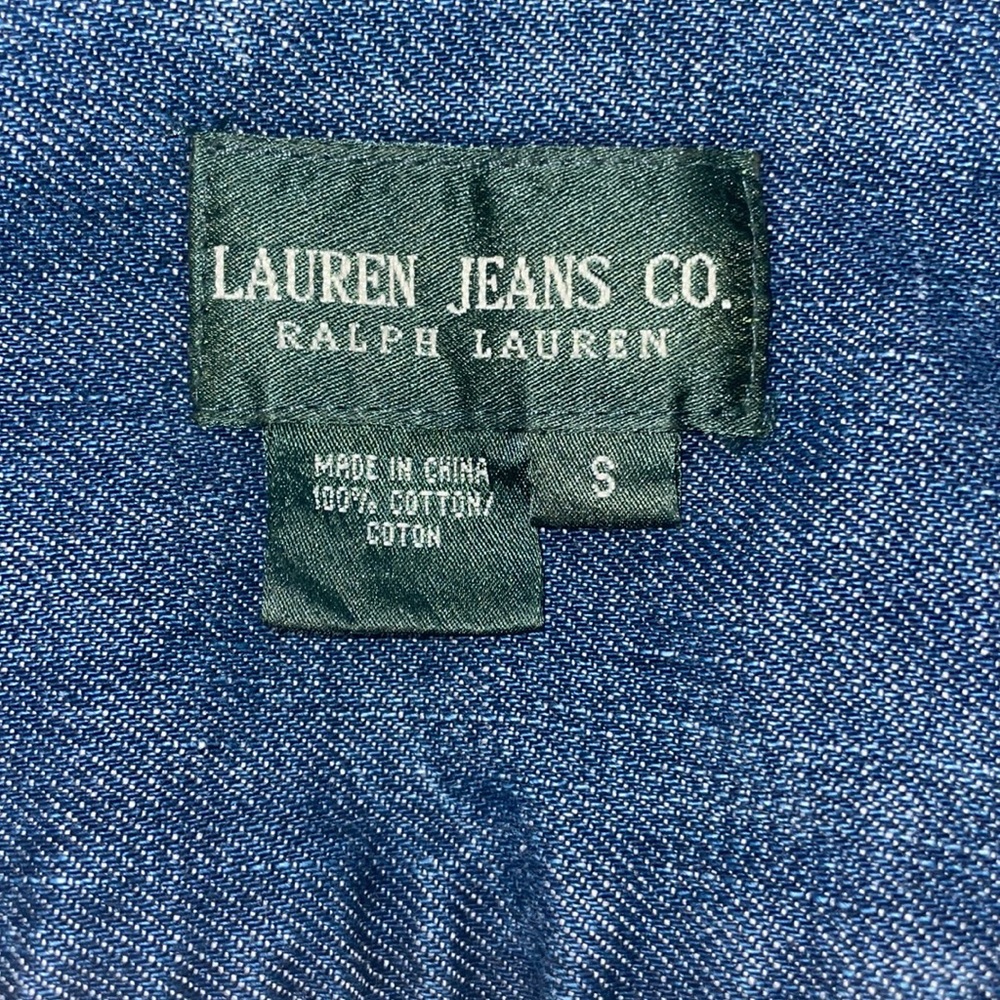 LAUREN JEANS CO.
RALPH LAUREN
MADE IN CHINA
100% COTTON/
COTON
S